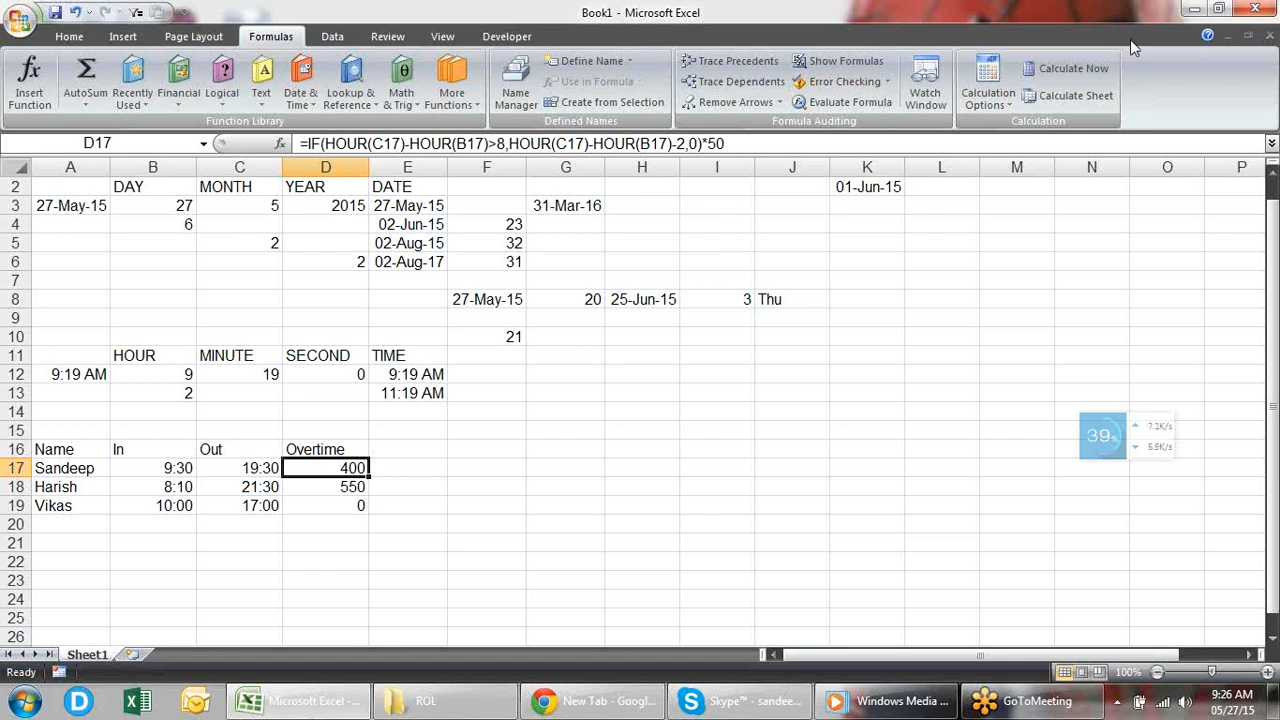 Book1 - Microsoft Excel
Home Insert Page Layout Formulas Data Review View Developer
Insert Function
AutoSum
Recently Used
Financial
Logical
Text
Date & Time
Lookup & Reference
Math & Trig
More Functions
Function Library
Name Manager
Define Name
Use in Formula
Create from Selection
Defined Names
Trace Precedents
Trace Dependents
Remove Arrows
Show Formulas
Error Checking
Evaluate Formula
Formula Auditing
Watch Window
Calculation Options
Calculate Now
Calculate Sheet
Calculation
D17 fx =IF(HOUR(C17)-HOUR(B17)>8,HOUR(C17)-HOUR(B17)-2,0)*50
A B C D E F G H I J K L M N O P
2 DAY MONTH YEAR DATE 01-Jun-15
3 27-May-15 27 5 2015 27-May-15 31-Mar-16
4 6 02-Jun-15 23
5 2 02-Aug-15 32
6 2 02-Aug-17 31
7
8 27-May-15 20 25-Jun-15 3 Thu
9
10 21
11 HOUR MINUTE SECOND TIME
12 9:19 AM 9 19 0 9:19 AM
13 2 11:19 AM
14
15
16 Name In Out Overtime
17 Sandeep 9:30 19:30 400
18 Harish 8:10 21:30 550
19 Vikas 10:00 17:00 0
20
21
22
23
24
25
26
39% 7.2K/s
5.9K/s
Sheet1
Ready 100%
Microsoft Excel - ... ROL New Tab - Googl... Skype™ - sandee... Windows Media ... GoToMeeting 9:26 AM
05/27/15